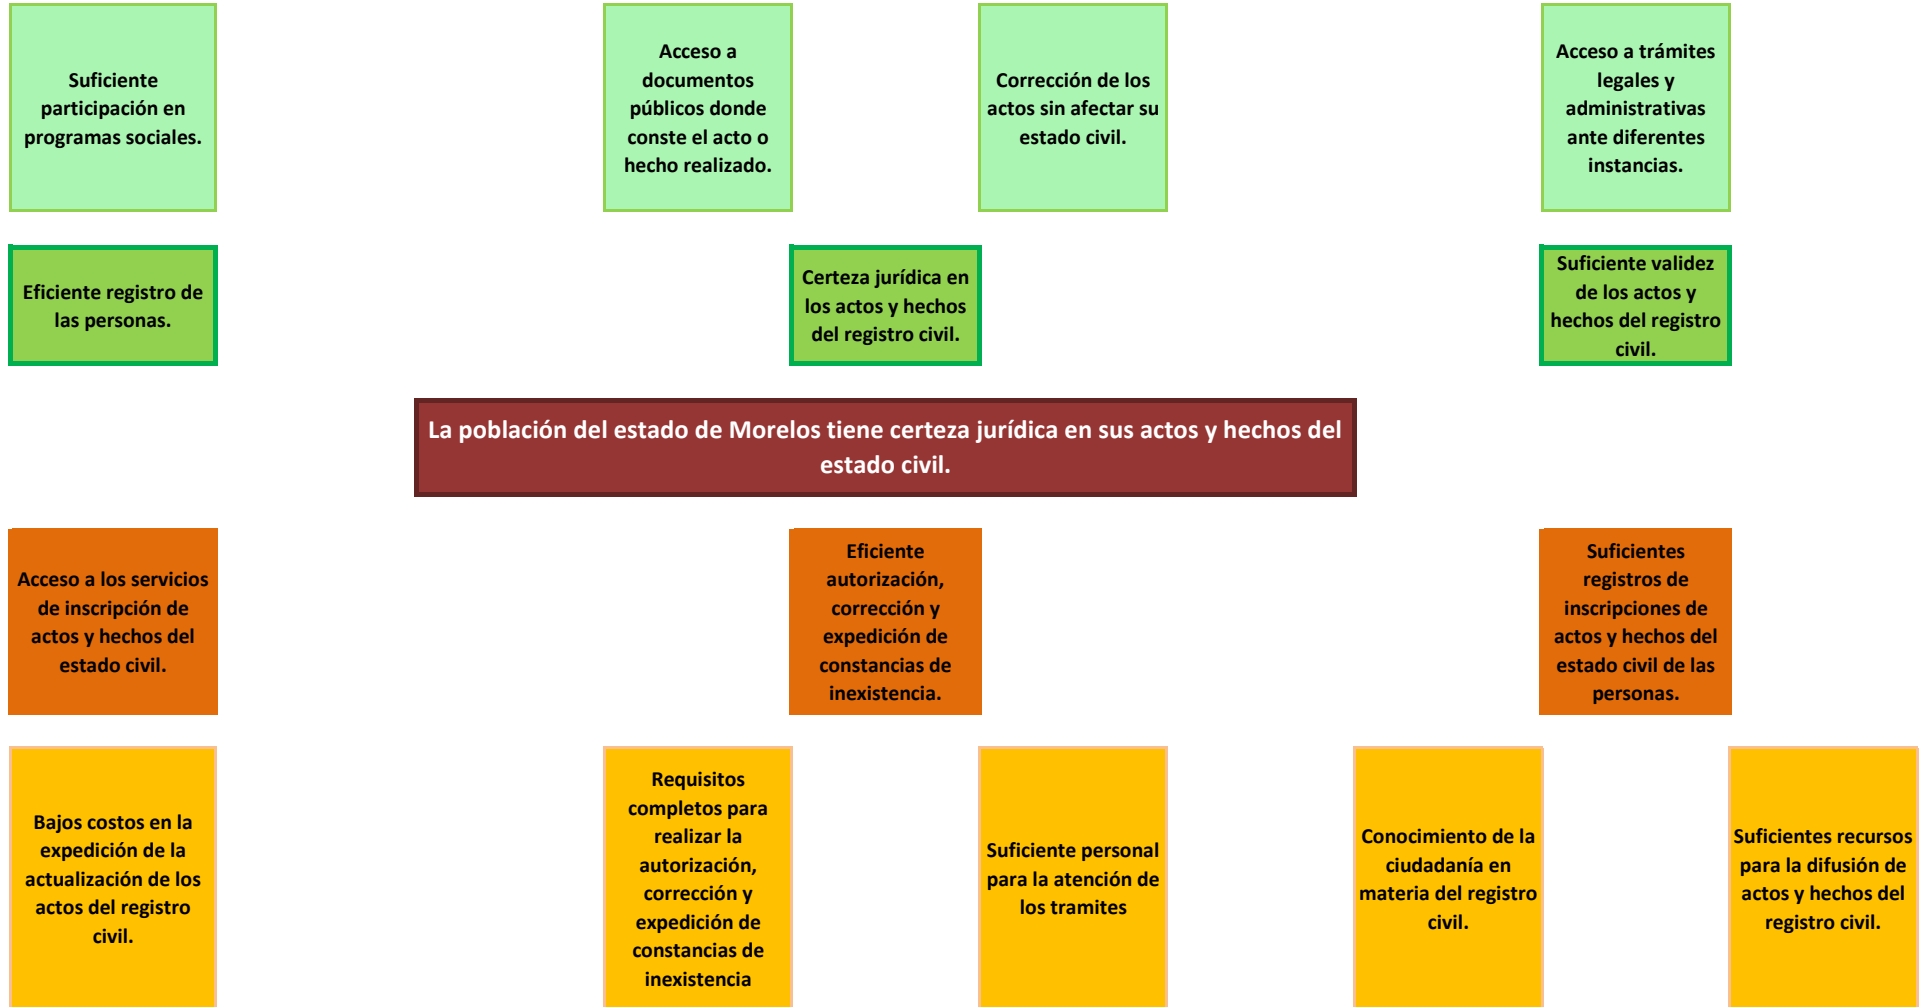 Suficiente
participación en
programas sociales.
Acceso a
documentos
públicos donde
conste el acto o
hecho realizado.
Corrección de los
actos sin afectar su
estado civil.
Acceso a trámites
legales y
administrativas
ante diferentes
instancias.
Eficiente registro de
las personas.
Certeza jurídica en
los actos y hechos
del registro civil.
Suficiente validez
de los actos y
hechos del registro
civil.
La población del estado de Morelos tiene certeza jurídica en sus actos y hechos del
estado civil.
Acceso a los servicios
de inscripción de
actos y hechos del
estado civil.
Eficiente
autorización,
corrección y
expedición de
constancias de
inexistencia.
Suficientes
registros de
inscripciones de
actos y hechos del
estado civil de las
personas.
Bajos costos en la
expedición de la
actualización de los
actos del registro
civil.
Requisitos
completos para
realizar la
autorización,
corrección y
expedición de
constancias de
inexistencia
Suficiente personal
para la atención de
los tramites
Conocimiento de la
ciudadanía en
materia del registro
civil.
Suficientes recursos
para la difusión de
actos y hechos del
registro civil.